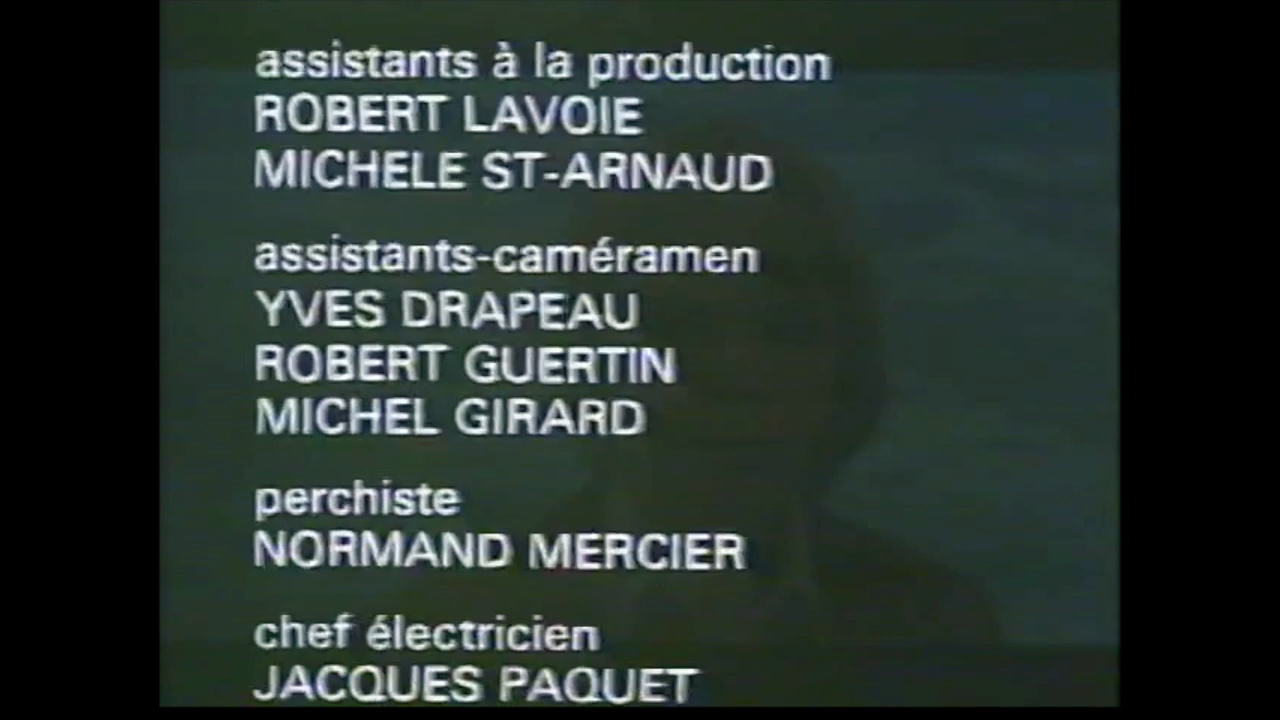 assistants à la production
ROBERT LAVOIE
MICHELE ST-ARNAUD
assistants-caméramen
YVES DRAPEAU
ROBERT GUERTIN
MICHEL GIRARD
perchiste
NORMAND MERCIER
chef électricien
JACQUES PAQUET